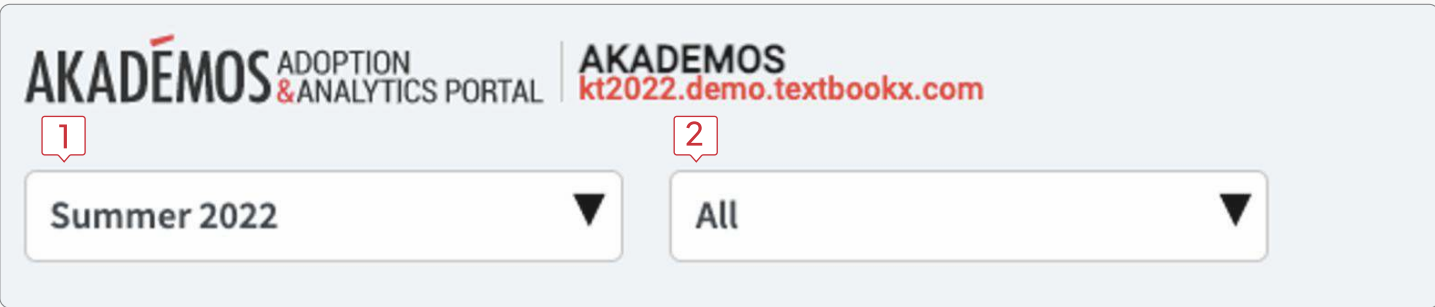 AKADÉMOS ADOPTION
&ANALYTICS PORTAL
AKADEMOS
kt2022.demo.textbookx.com
1
2
Summer 2022
All